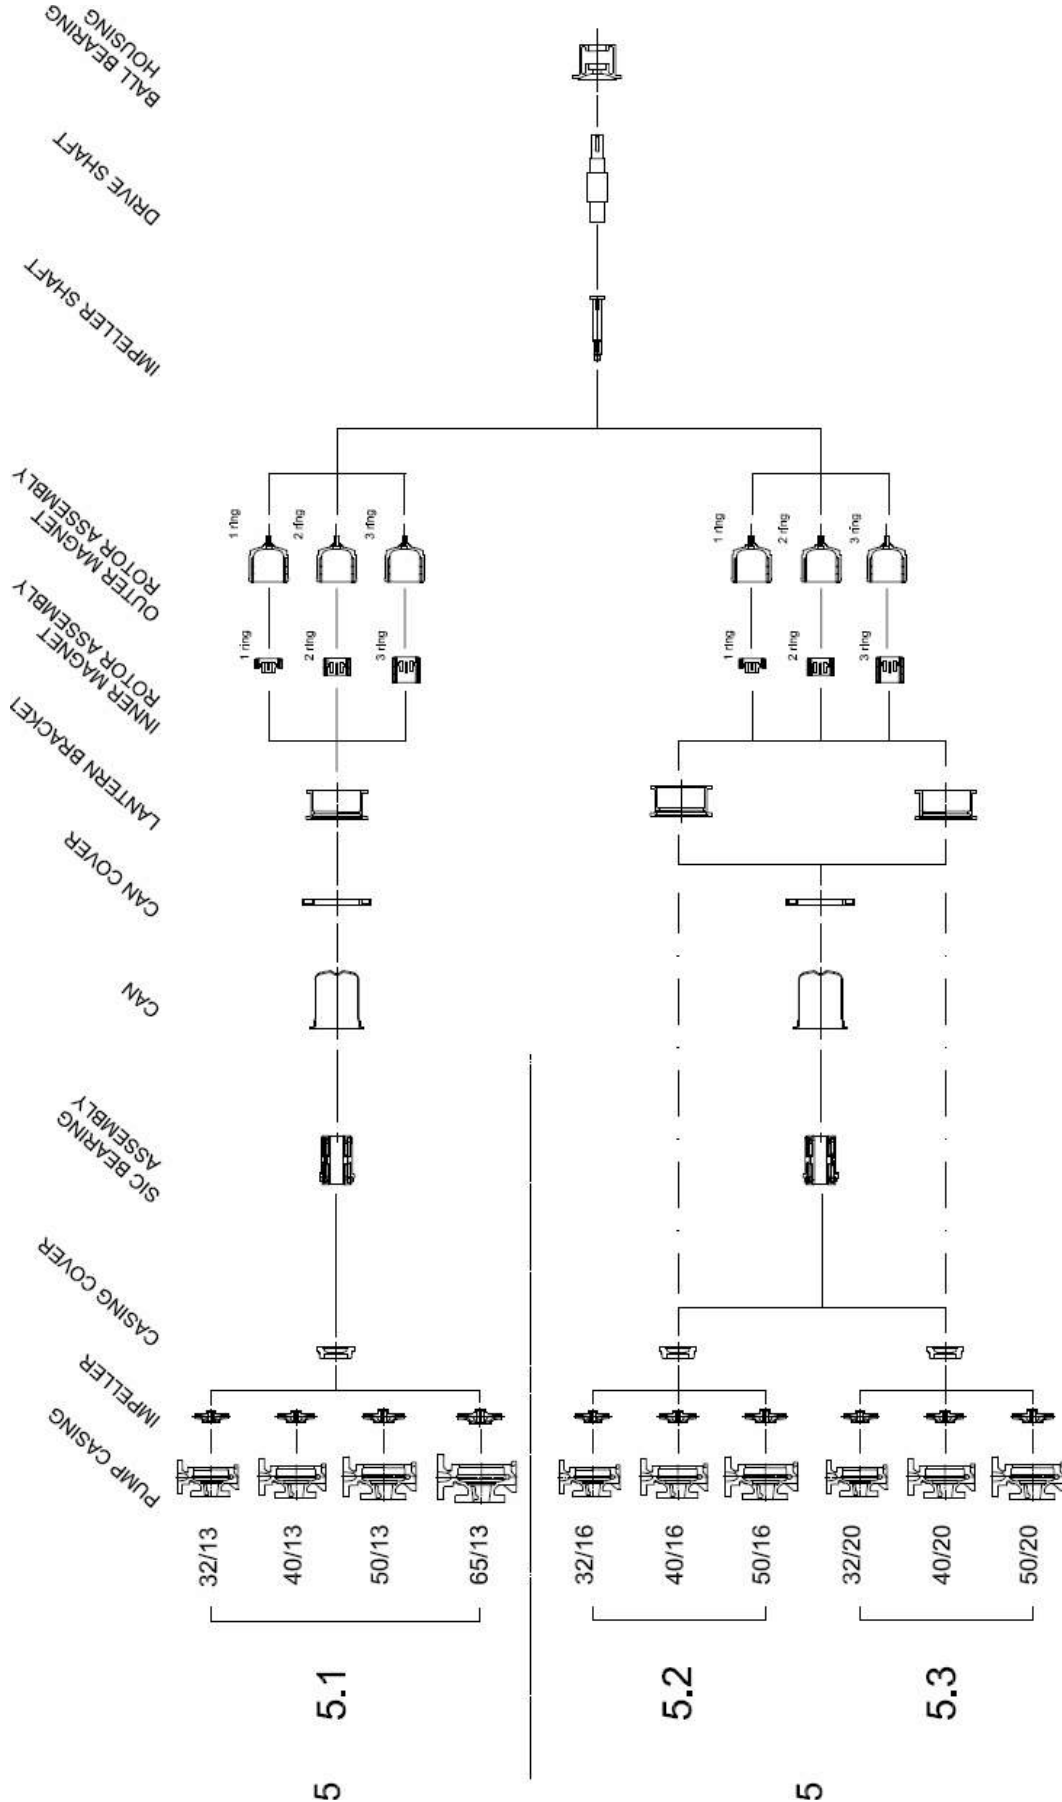 BALL BEARING
HOUSING
DRIVE SHAFT
IMPELLER SHAFT
OUTER MAGNET
ROTOR ASSEMBLY
INNER MAGNET
ROTOR ASSEMBLY
LANTERN BRACKET
CAN COVER
CAN
SIC BEARING
ASSEMBLY
CASING COVER
IMPELLER
PUMP CASING
1 ring
2 ring
3 ring
1 ring
2 ring
3 ring
1 ring
2 ring
3 ring
1 ring
2 ring
3 ring
32/13
40/13
50/13
65/13
32/16
40/16
50/16
32/20
40/20
50/20
5.1
5.2
5.3
5
5